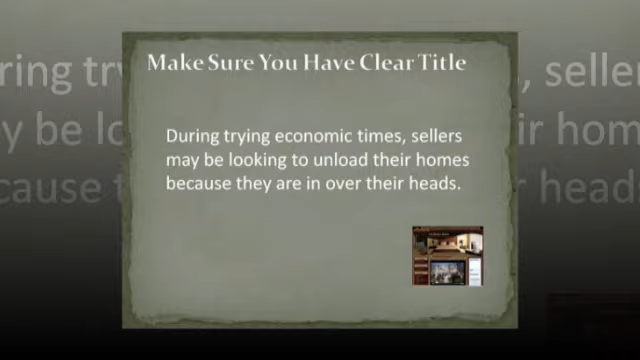 Make Sure You Have Clear Title
During trying economic times, sellers
may be looking to unload their homes
because they are in over their heads.